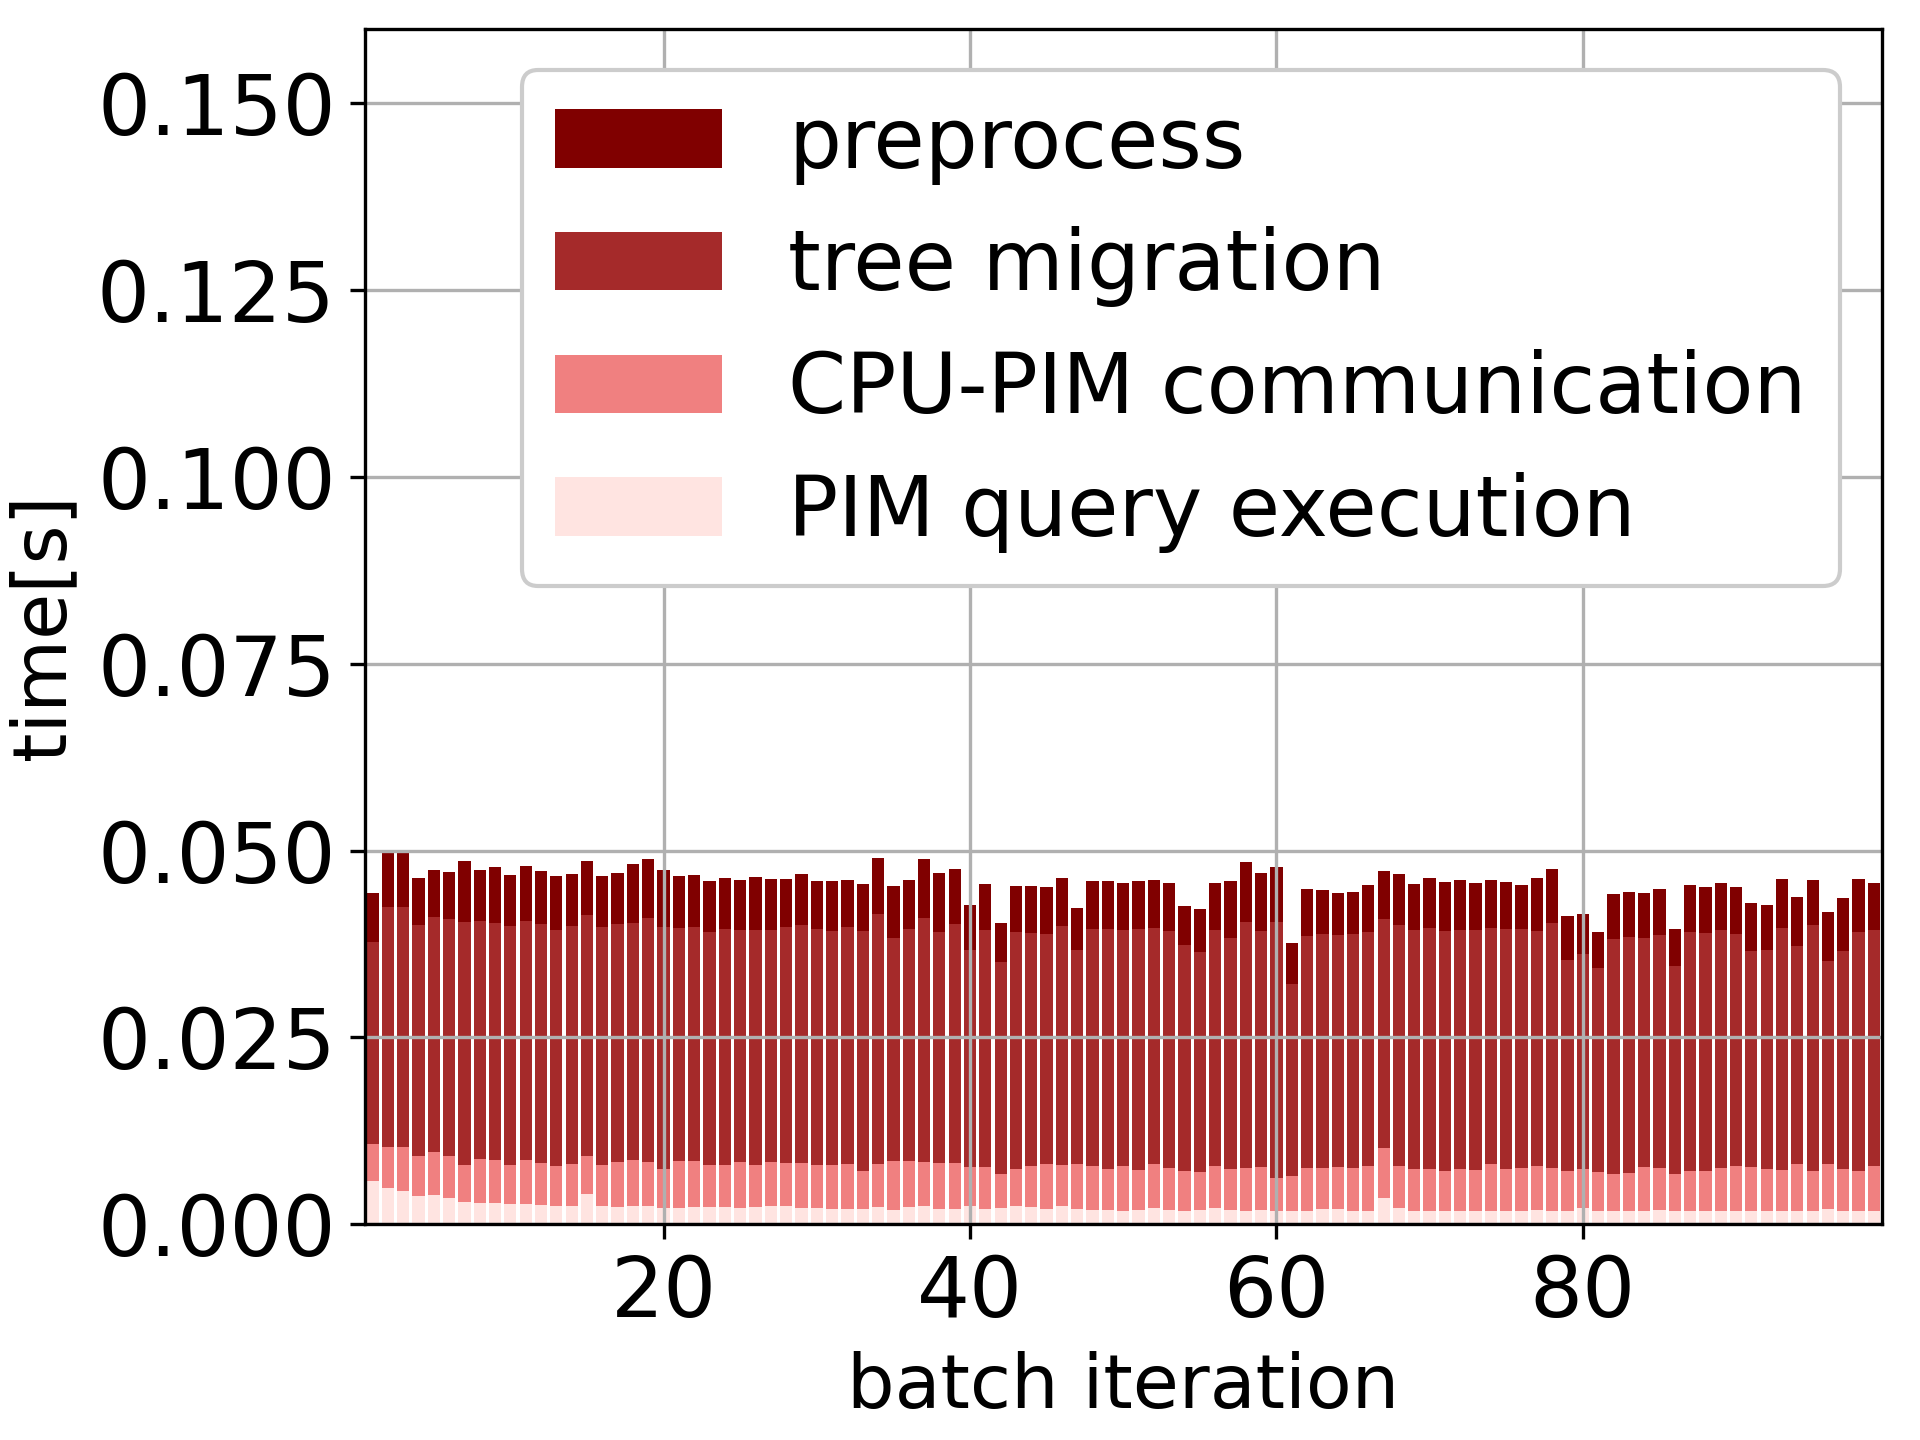 0.150
0.125
0.100
0.075
0.050
0.025
0.000
time[s]
preprocess
tree migration
CPU-PIM communication
PIM query execution
20 40 60 80
batch iteration